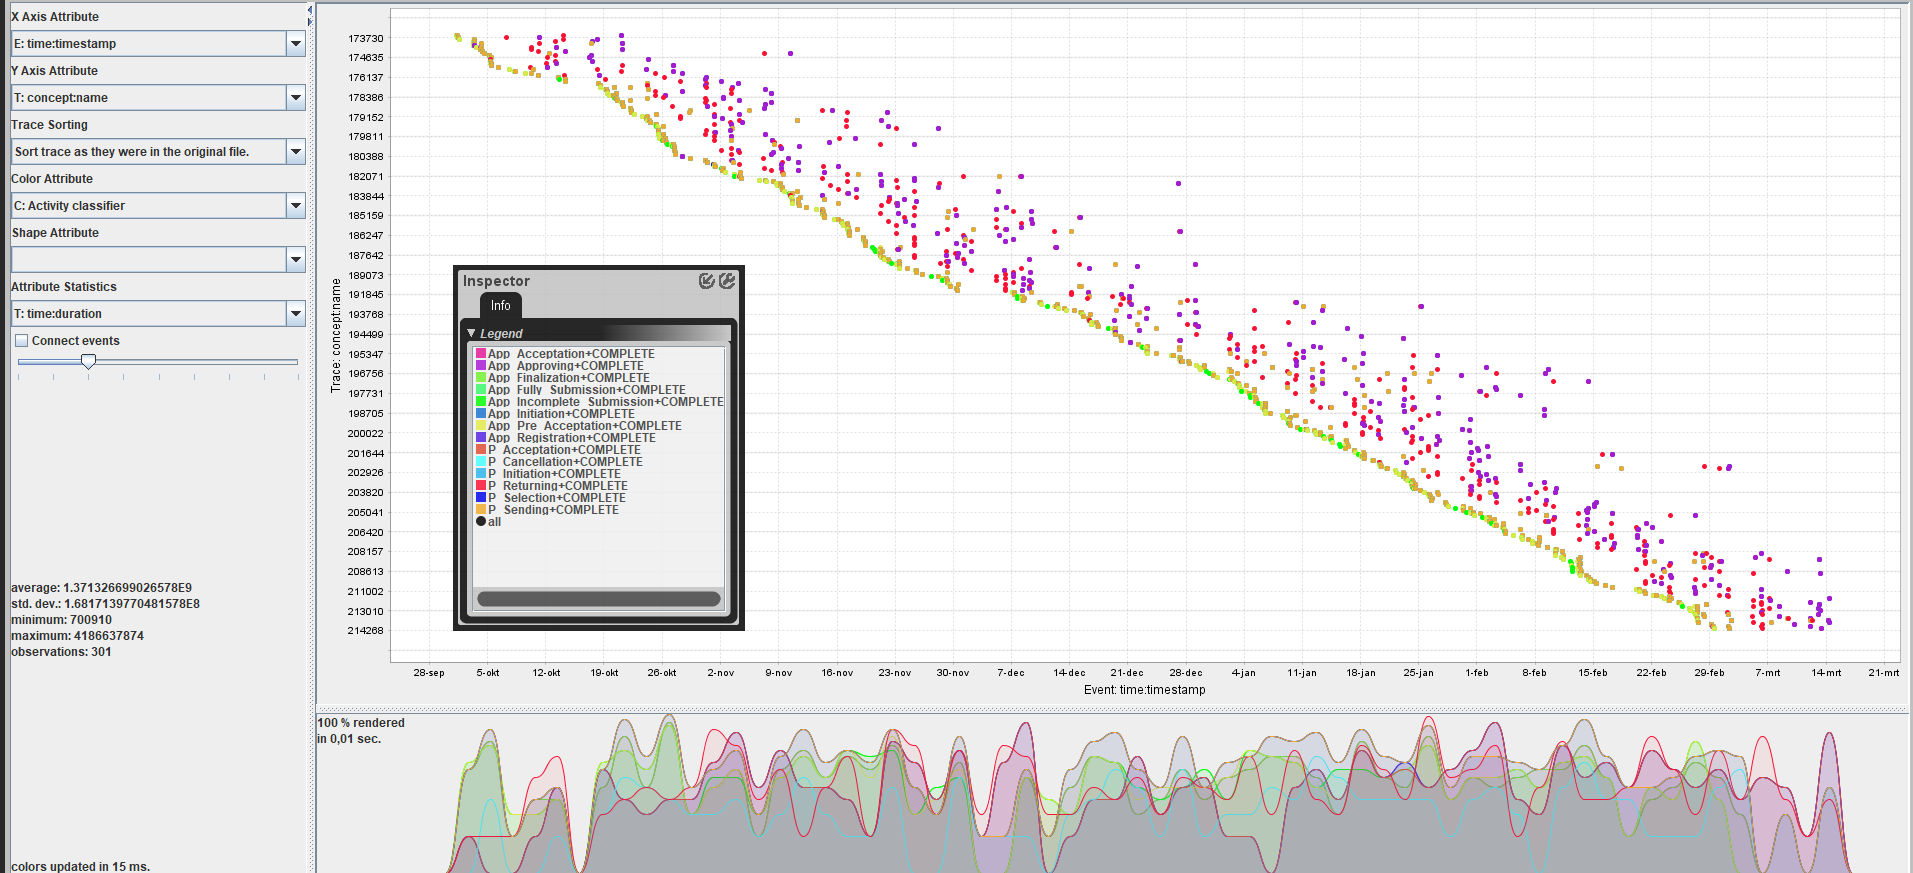 X Axis Attribute
E: time:timestamp
Y Axis Attribute
T: concept:name
Trace Sorting
Sort trace as they were in the original file.
Color Attribute
C: Activity classifier
Shape Attribute
Attribute Statistics
T: time:duration
Connect events
average: 1.371326699026578E9
std. dev.: 1.6817139770481578E8
minimum: 700910
maximum: 4186637874
observations: 301
colors updated in 15 ms.
Trace: concept:name
173730
174635
176137
178386
179152
179811
180388
182071
183844
185159
186247
187642
189073
191845
193768
194499
195347
196756
197731
198705
200022
201644
202926
203820
205041
206420
208157
208613
211002
213010
214268
28-sep 5-okt 12-okt 19-okt 26-okt 2-nov 9-nov 16-nov 23-nov 30-nov 7-dec 14-dec 21-dec 28-dec 4-jan 11-jan 18-jan 25-jan 1-feb 8-feb 15-feb 22-feb 29-feb 7-mrt 14-mrt 21-mrt
Event: time:timestamp
Inspector
Info
Legend
App Acceptation+COMPLETE
App Approving+COMPLETE
App Finalization+COMPLETE
App Fully Submission+COMPLETE
App Incomplete Submission+COMPLETE
App Initiation+COMPLETE
App Pre Acceptation+COMPLETE
App Registration+COMPLETE
P Acceptation+COMPLETE
P Cancellation+COMPLETE
P Initiation+COMPLETE
P Returning+COMPLETE
P Selection+COMPLETE
P Sending+COMPLETE
all
100 % rendered
in 0,01 sec.